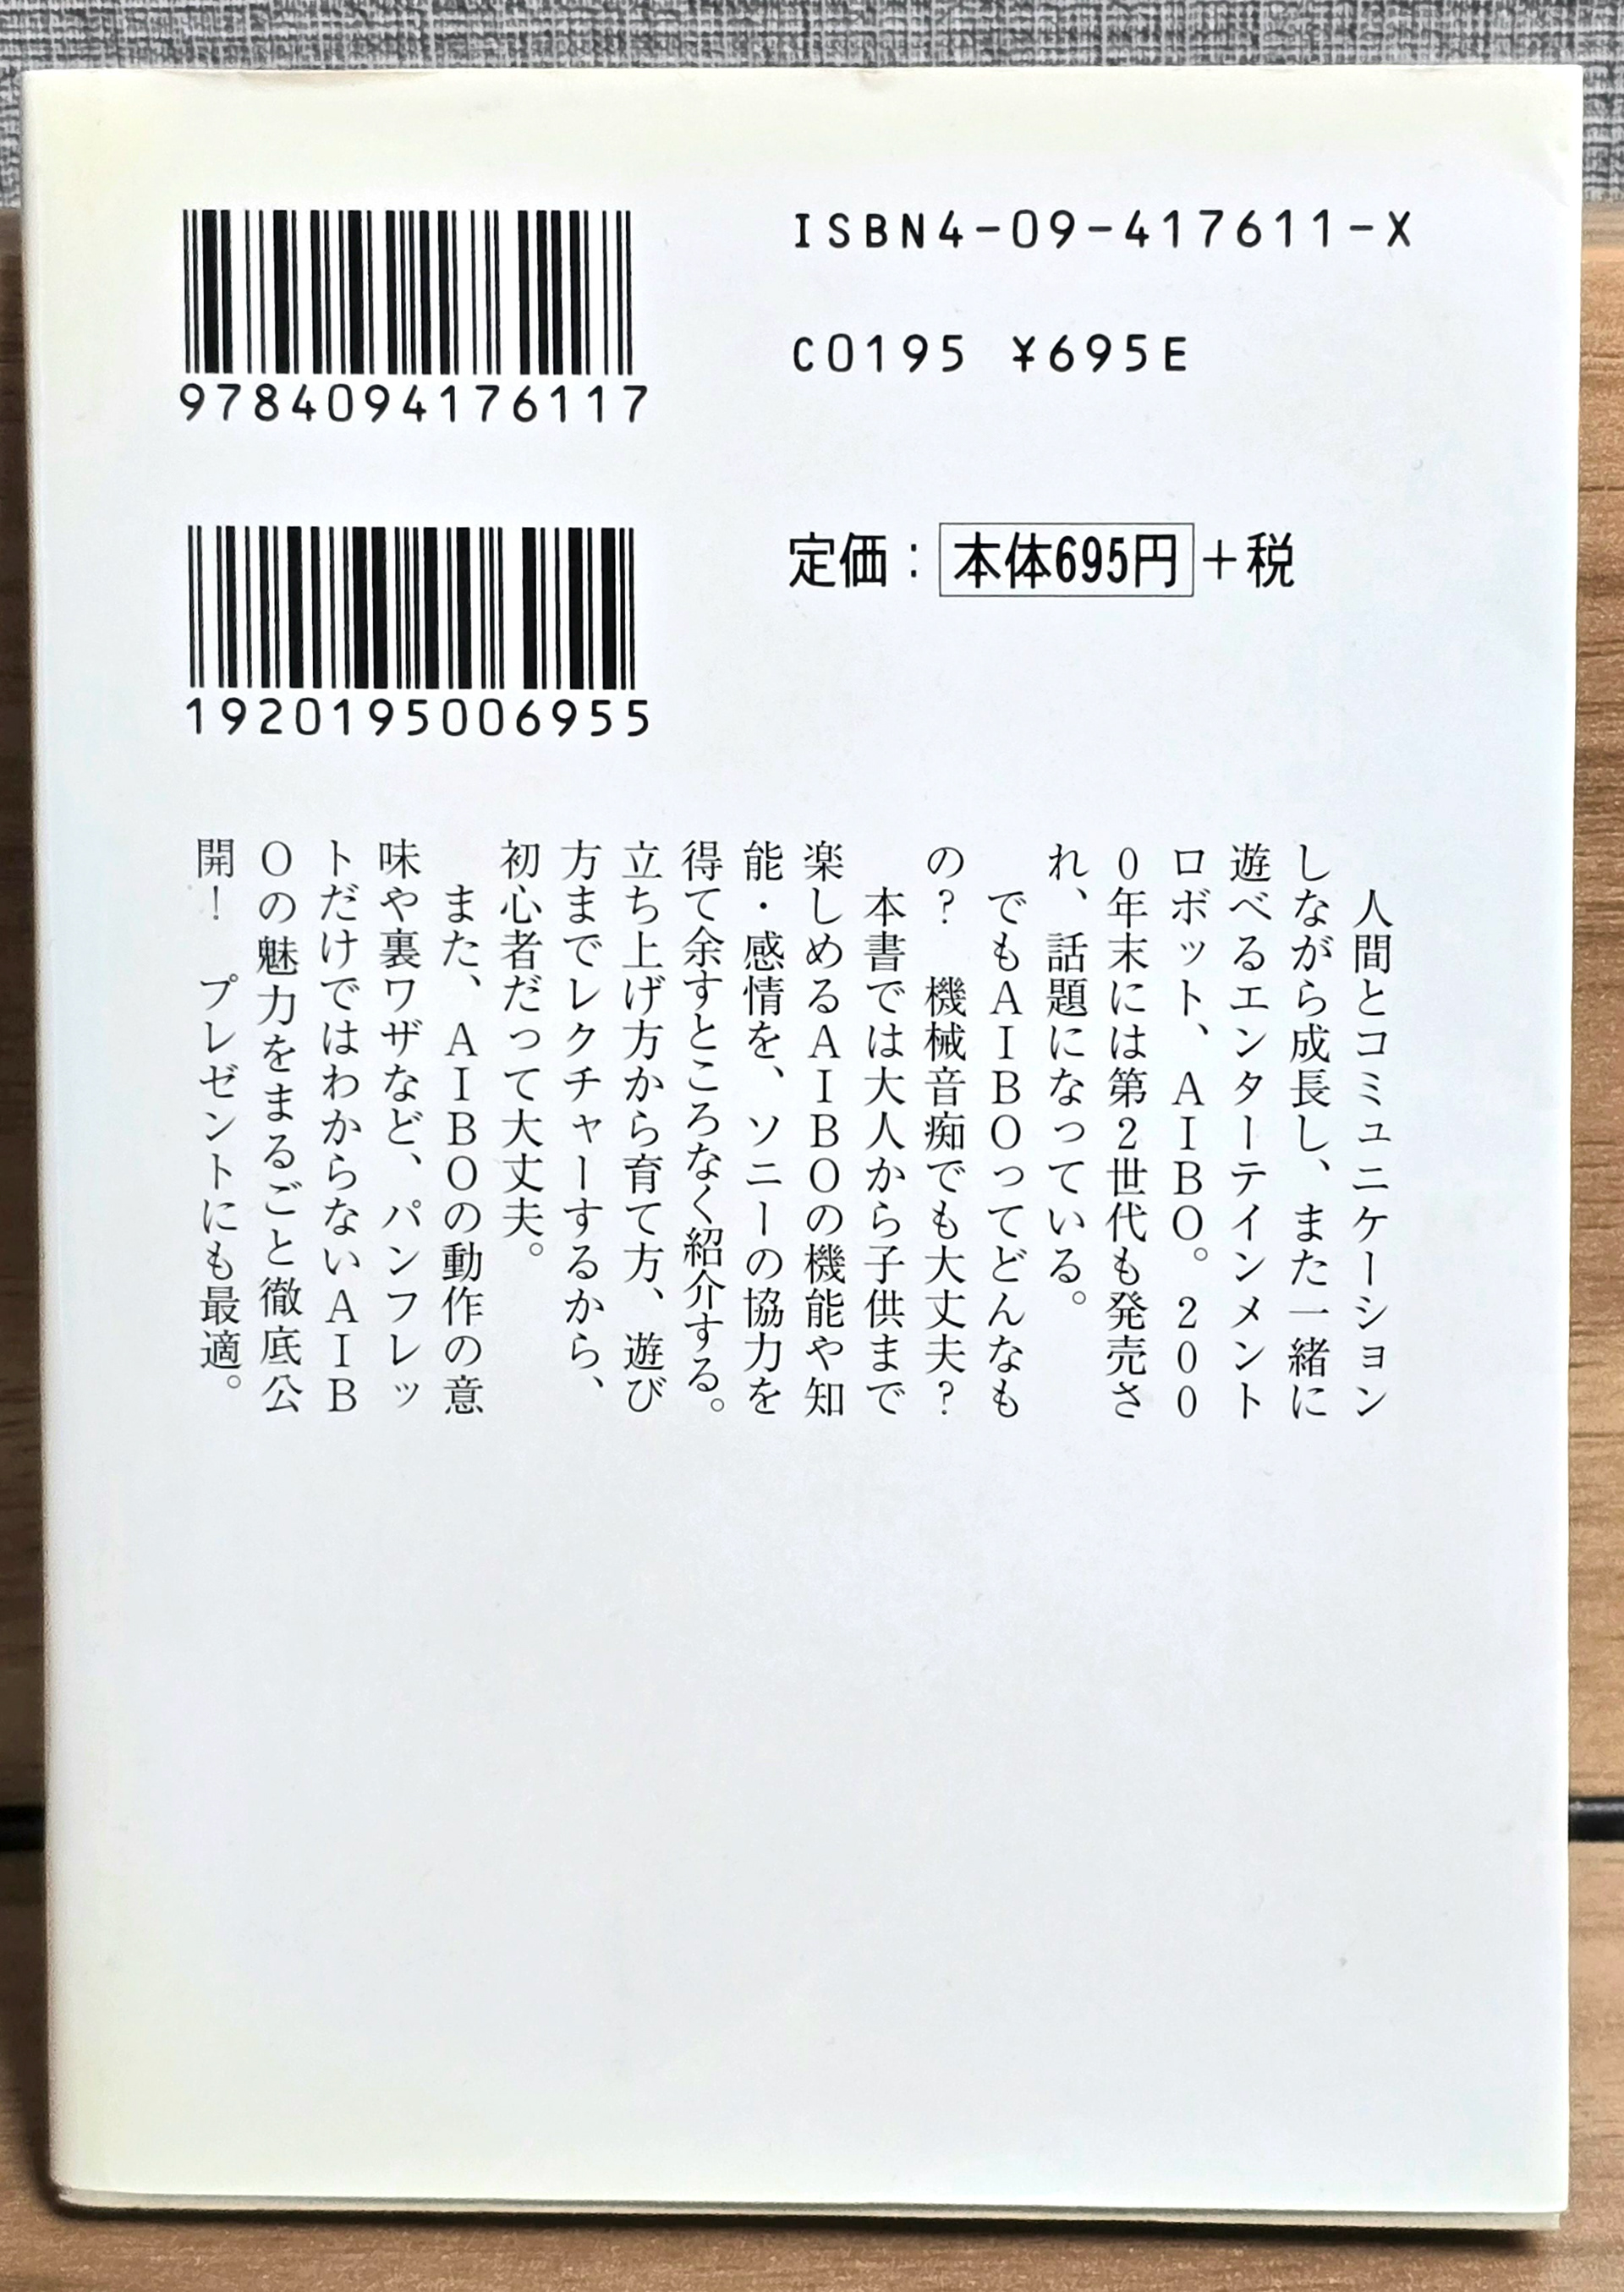 9784094176117
ISBN4-09-417611-X
C0195 ¥695E
1920195006955
定価：本体695円＋税
人間とコミュニケーション
しながら成長し、また一緒に
遊べるエンターテインメント
ロボット、AIBO。200
0年末には第2世代も発売さ
れ、話題になっている。
でもAIBOってどんなも
の？　機械音痴でも大丈夫？
本書では大人から子供まで
楽しめるAIBOの機能や知
能・感情を、ソニーの協力を
得て余すところなく紹介する。
立ち上げ方から育て方、遊び
方までレクチャーするから、
初心者だって大丈夫。
また、AIBOの動作の意
味や裏ワザなど、パンフレッ
トだけではわからないAIB
Oの魅力をまるごと徹底公
開！　プレゼントにも最適。